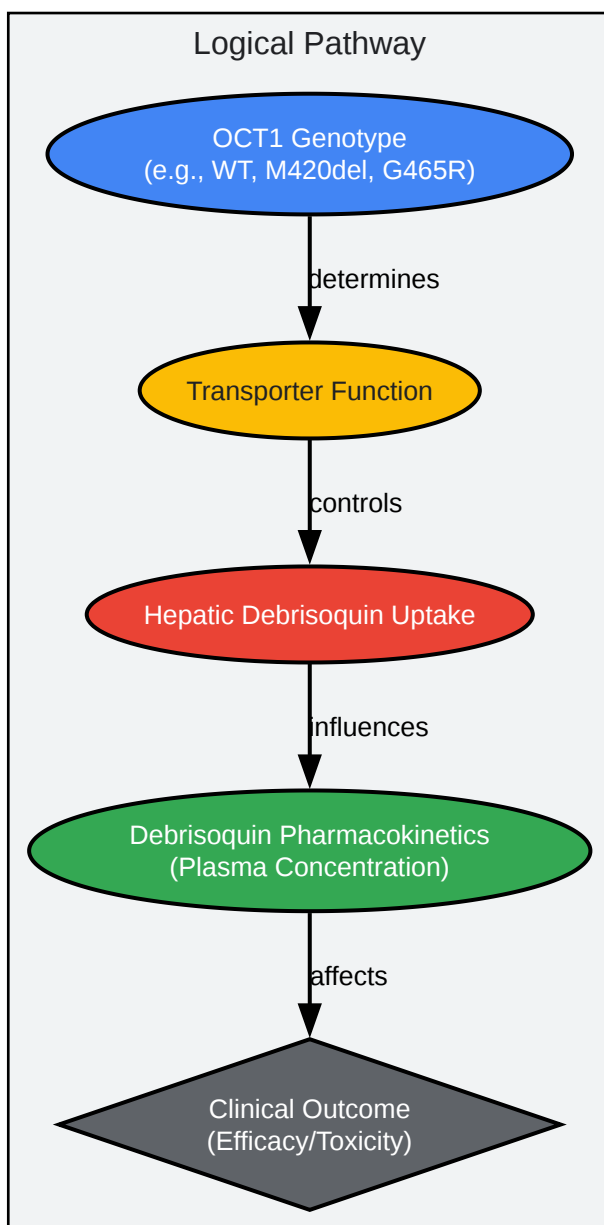 Logical Pathway
OCT1 Genotype
(e.g., WT, M420del, G465R)
determines
Transporter Function
controls
Hepatic Debrisoquin Uptake
influences
Debrisoquin Pharmacokinetics
(Plasma Concentration)
affects
Clinical Outcome
(Efficacy/Toxicity)